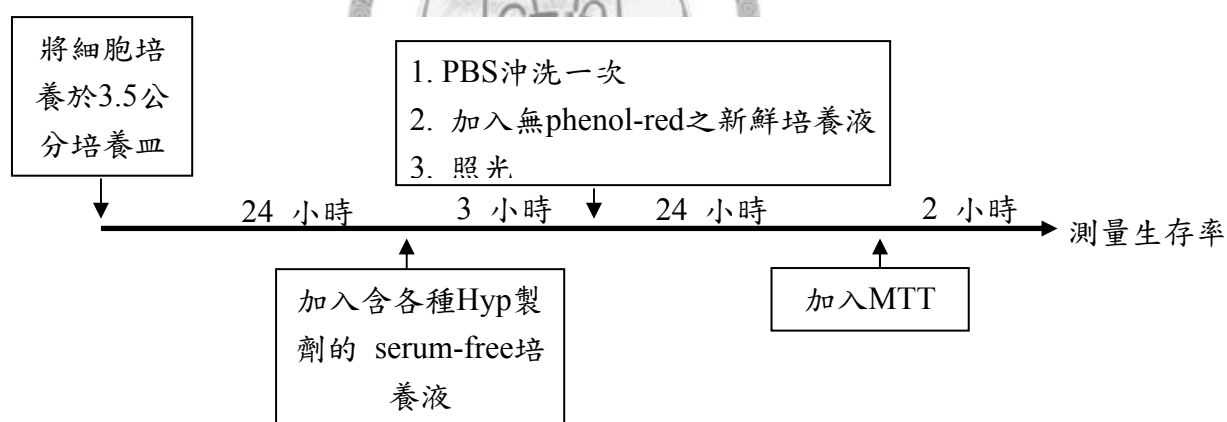 將細胞培
養於3.5公
分培養皿
1. PBS沖洗一次
2. 加入無phenol-red之新鮮培養液
3. 照光
24 小時
3 小時
24 小時
2 小時
測量生存率
加入含各種Hyp製
劑的 serum-free培
養液
加入MTT